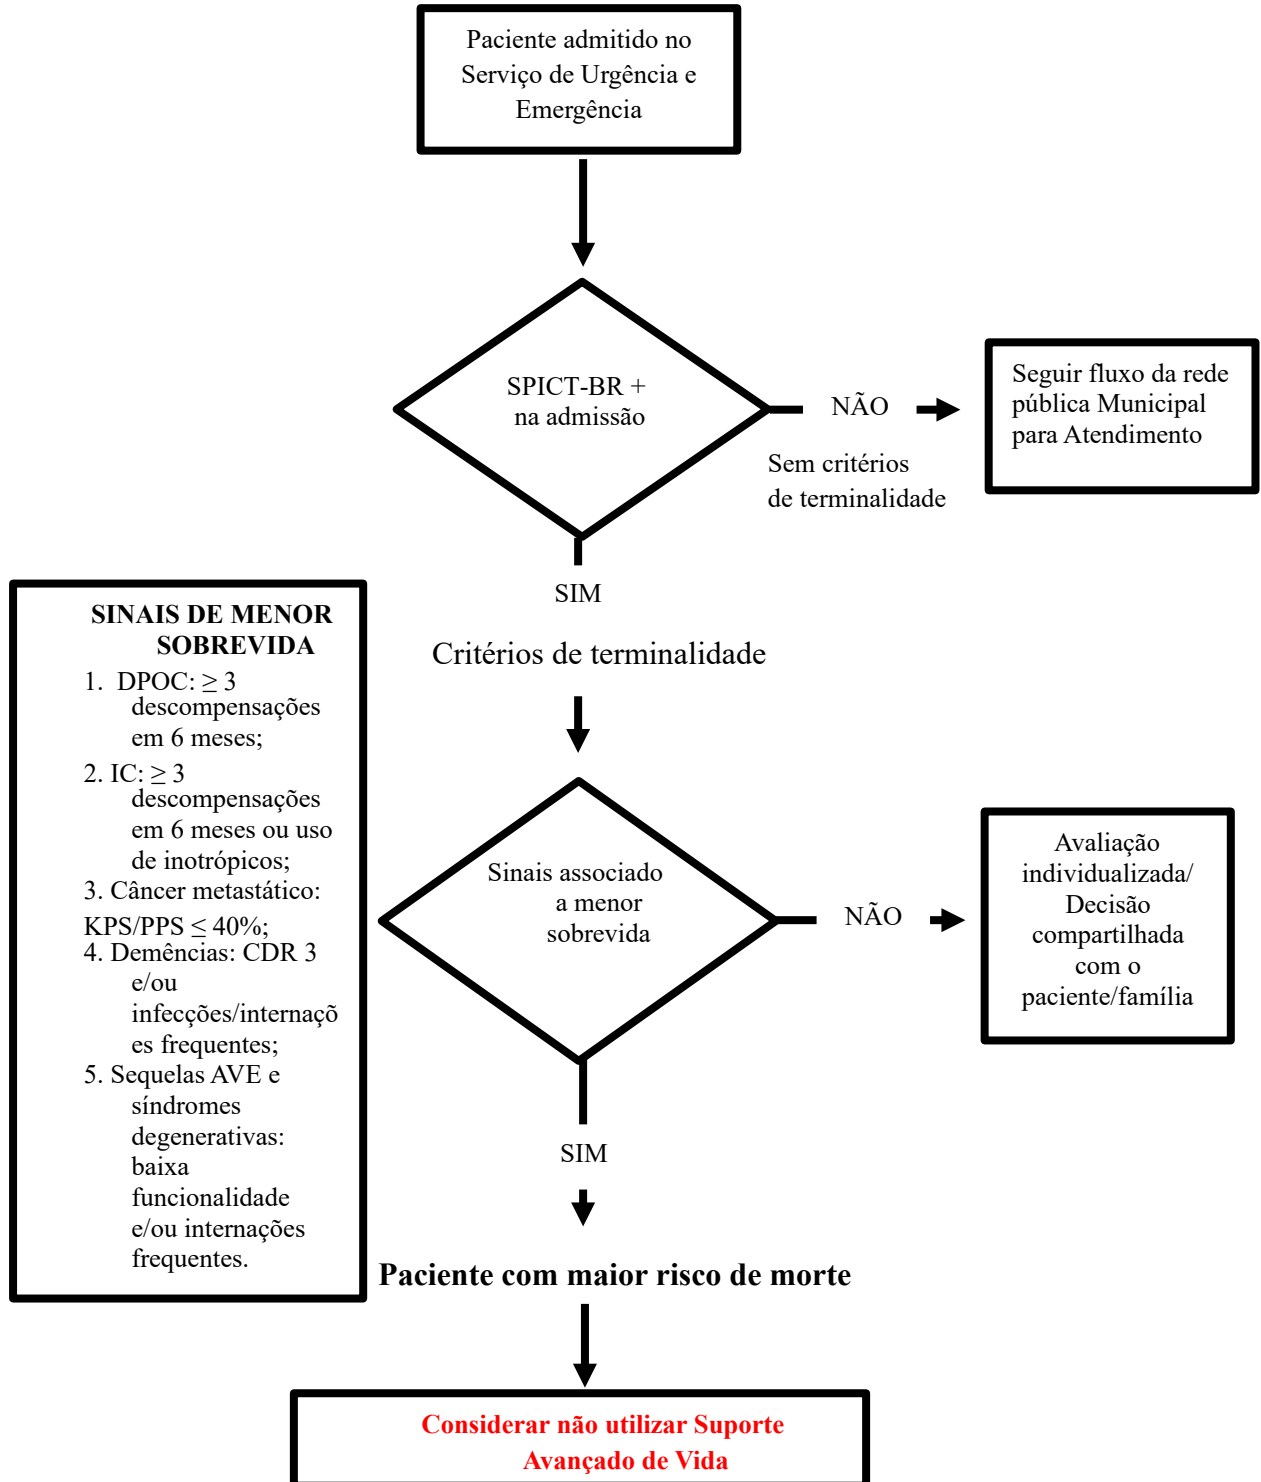 Paciente admitido no
Serviço de Urgência e
Emergência
SPICT-BR +
na admissão
NÃO
Sem critérios
de terminalidade
Seguir fluxo da rede
pública Municipal
para Atendimento
SIM
Critérios de terminalidade
SINAIS DE MENOR
SOBREVIDA
1. DPOC: ≥ 3
descompensações
em 6 meses;
2. IC: ≥ 3
descompensações
em 6 meses ou uso
de inotrópicos;
3. Câncer metastático:
KPS/PPS ≤ 40%;
4. Demências: CDR 3
e/ou
infecções/internaçõ
es frequentes;
5. Sequelas AVE e
síndromes
degenerativas:
baixa
funcionalidade
e/ou internações
frequentes.
Sinais associado
a menor
sobrevida
NÃO
Avaliação
individualizada/
Decisão
compartilhada
com o
paciente/família
SIM
Paciente com maior risco de morte
Considerar não utilizar Suporte
Avançado de Vida